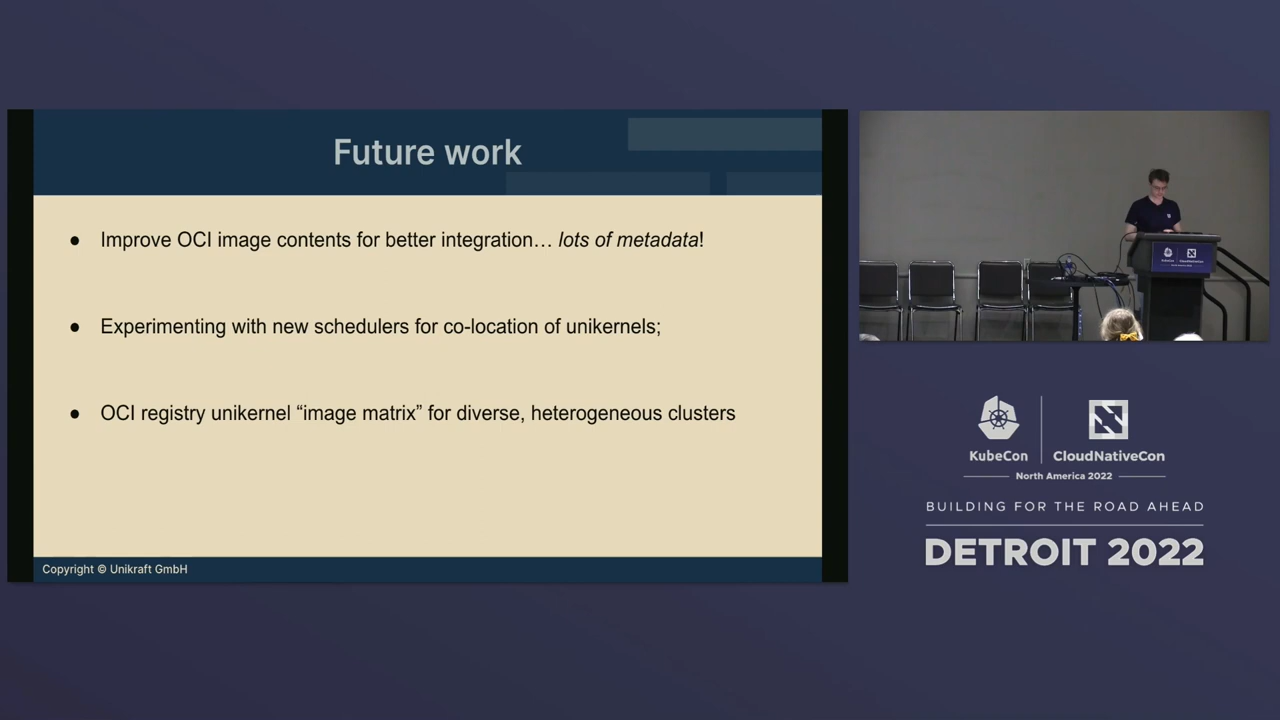 Future work
● Improve OCI image contents for better integration… lots of metadata!
● Experimenting with new schedulers for co-location of unikernels;
● OCI registry unikernel “image matrix” for diverse, heterogeneous clusters
Copyright © Unikraft GmbH
KubeCon
CloudNativeCon
North America 2022
BUILDING FOR THE ROAD AHEAD
DETROIT 2022